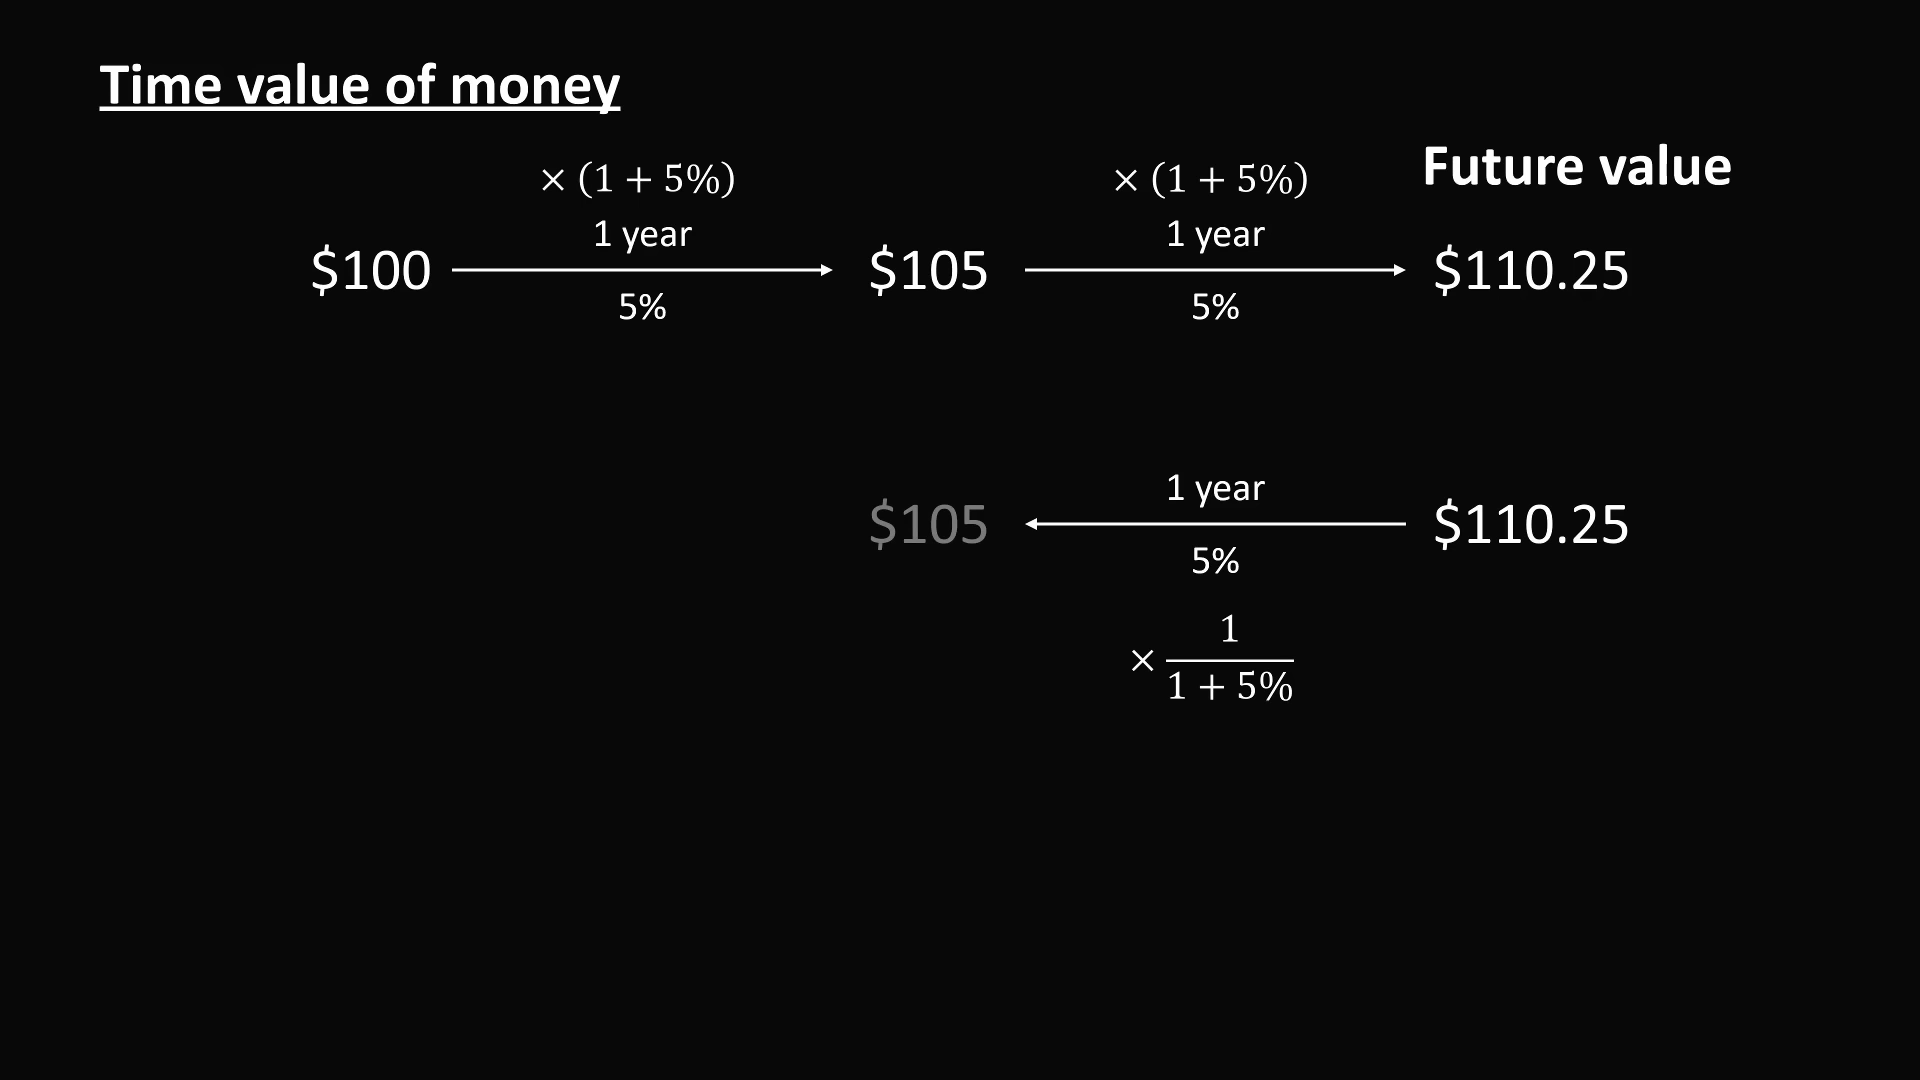 Time value of money
Future value
× (1 + 5%)
× (1 + 5%)
1 year
1 year
$100
$105
$110.25
5%
5%
1 year
$105
$110.25
5%
× 1
1 + 5%